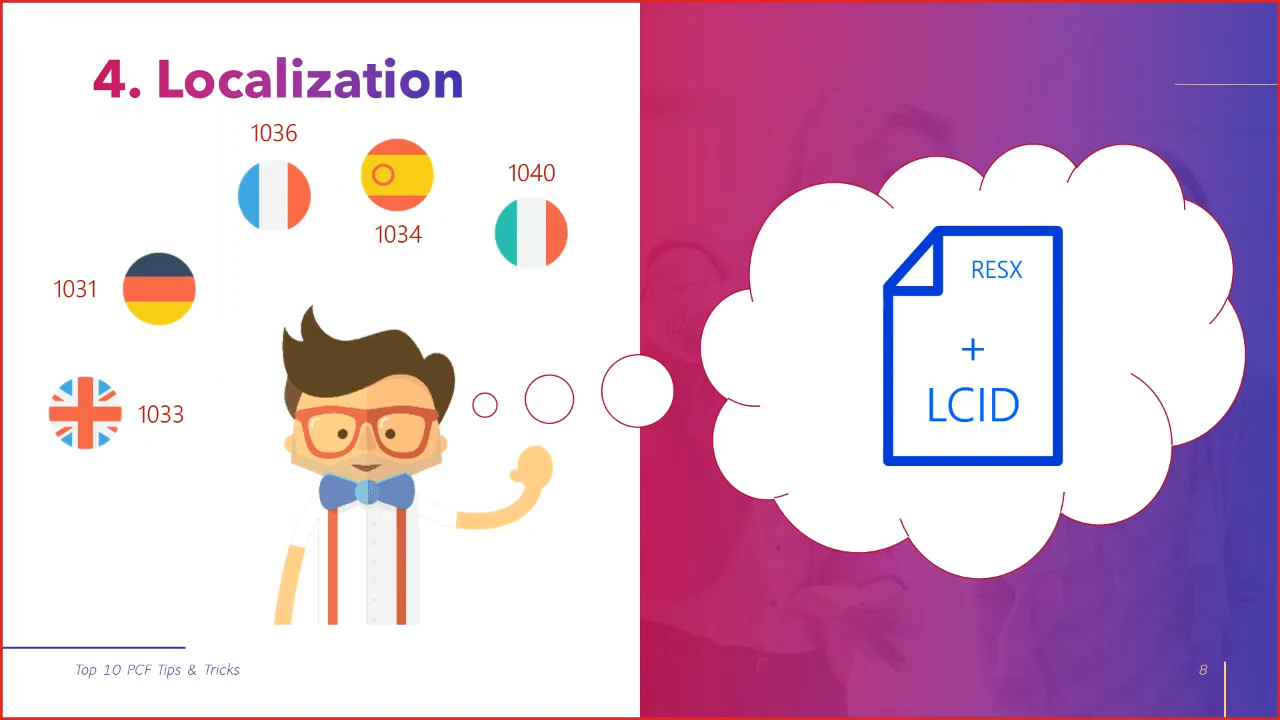 4. Localization
1036
1034
1040
1031
1033
RESX
+
LCID
Top 10 PCF Tips & Tricks
8